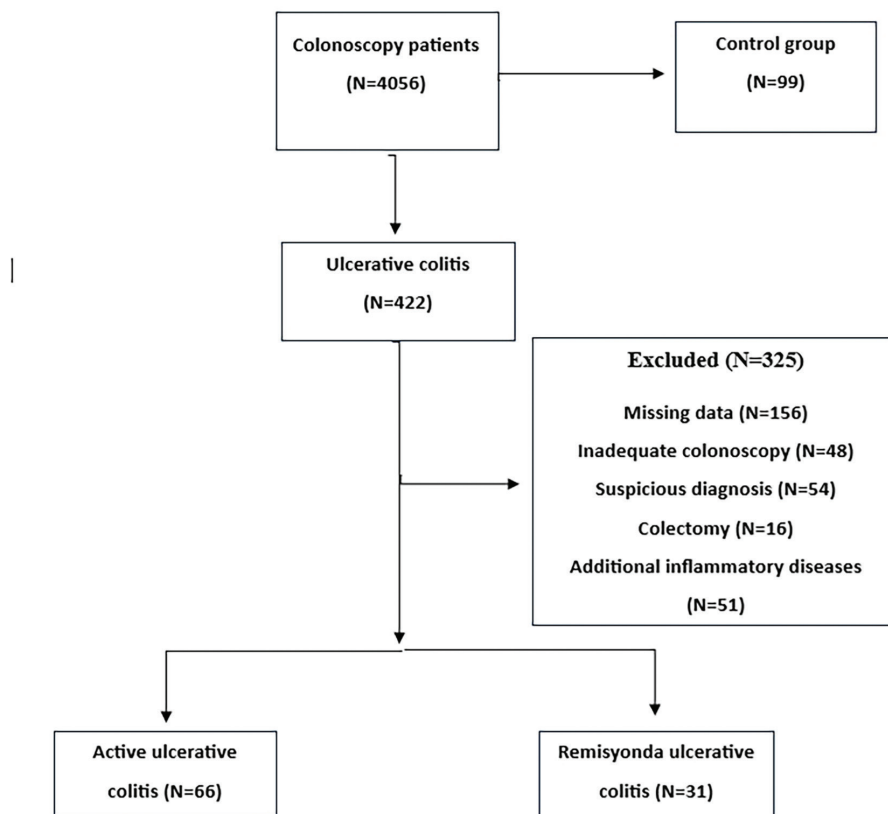 Colonoscopy patients
(N=4056)
Control group
(N=99)
Ulcerative colitis
(N=422)
Excluded (N=325)
Missing data (N=156)
Inadequate colonoscopy (N=48)
Suspicious diagnosis (N=54)
Colectomy (N=16)
Additional inflammatory diseases
(N=51)
Active ulcerative
colitis (N=66)
Remisyonda ulcerative
colitis (N=31)